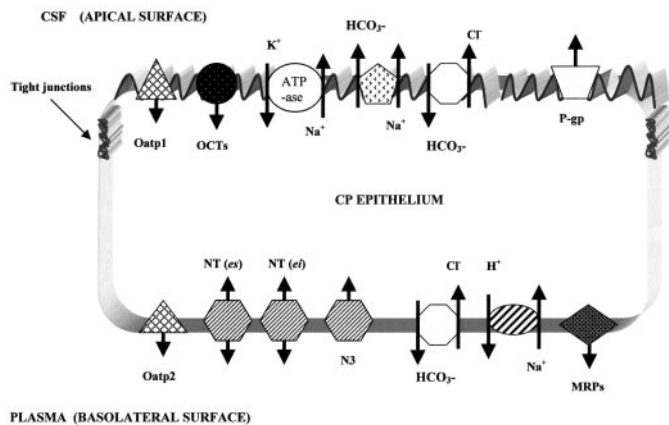 CSF (APICAL SURFACE)
HCO₃-
Cl⁻
K⁺
Tight junctions
ATP
-ase
Oatp1
OCTs
Na⁺
Na⁺
HCO₃-
P-gp
CP EPITHELIUM
NT (es)
NT (ei)
Cl⁻
H⁺
Oatp2
N3
HCO₃-
Na⁺
MRPs
PLASMA (BASOLATERAL SURFACE)